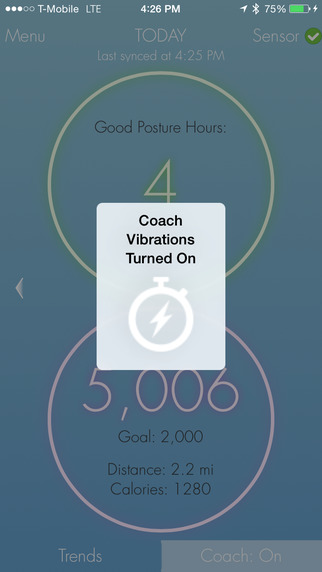 T-Mobile LTE 4:26 PM 75%
Menu TODAY Sensor
Last synced at 4:25 PM
Good Posture Hours:
4
Coach
Vibrations
Turned On
5,006
Goal: 2,000
Distance: 2.2 mi
Calories: 1280
Trends Coach: On